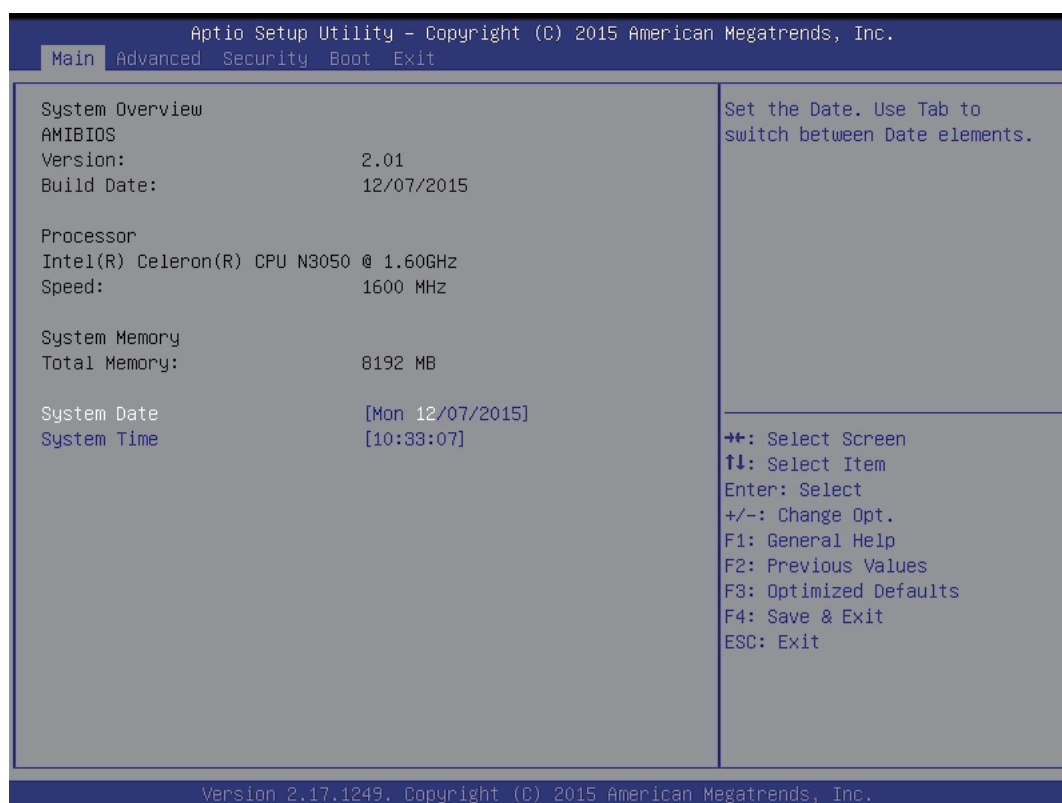 Aptio Setup Utility – Copyright (C) 2015 American Megatrends, Inc.
Main Advanced Security Boot Exit
System Overview
AMIBIOS
Version: 2.01
Build Date: 12/07/2015
Processor
Intel(R) Celeron(R) CPU N3050 @ 1.60GHz
Speed: 1600 MHz
System Memory
Total Memory: 8192 MB
System Date [Mon 12/07/2015]
System Time [10:33:07]
Set the Date. Use Tab to
switch between Date elements.
→←: Select Screen
↑↓: Select Item
Enter: Select
+/-: Change Opt.
F1: General Help
F2: Previous Values
F3: Optimized Defaults
F4: Save & Exit
ESC: Exit
Version 2.17.1249. Copyright (C) 2015 American Megatrends, Inc.